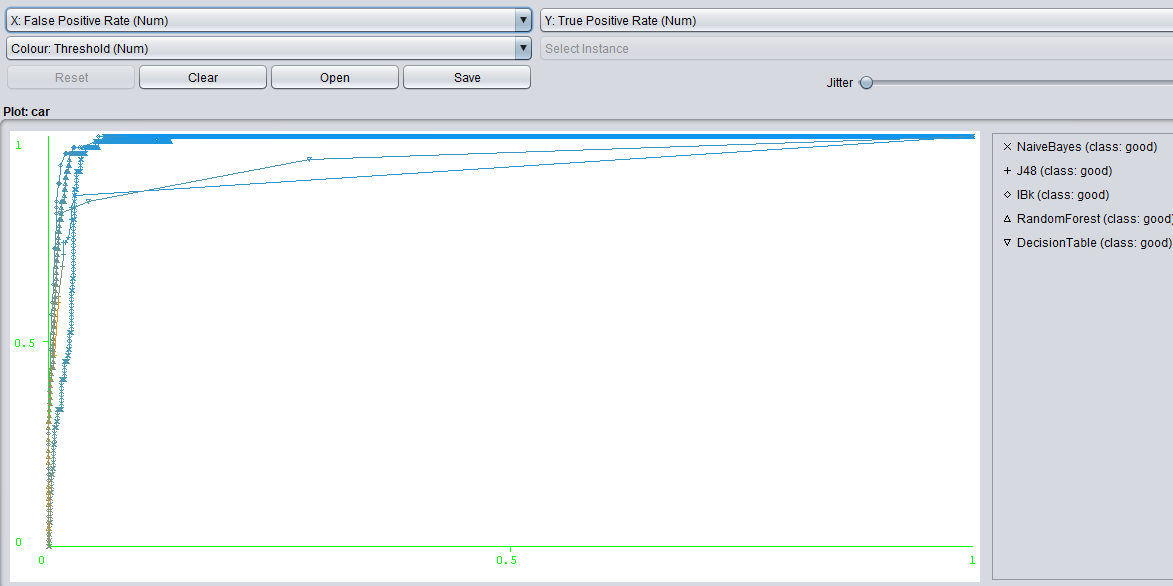 X: False Positive Rate (Num)
Y: True Positive Rate (Num)
Colour: Threshold (Num)
Select Instance
Reset
Clear
Open
Save
Jitter
Plot: car
1
0.5
0
0
0.5
1
NaiveBayes (class: good)
J48 (class: good)
IBk (class: good)
RandomForest (class: good)
DecisionTable (class: good)